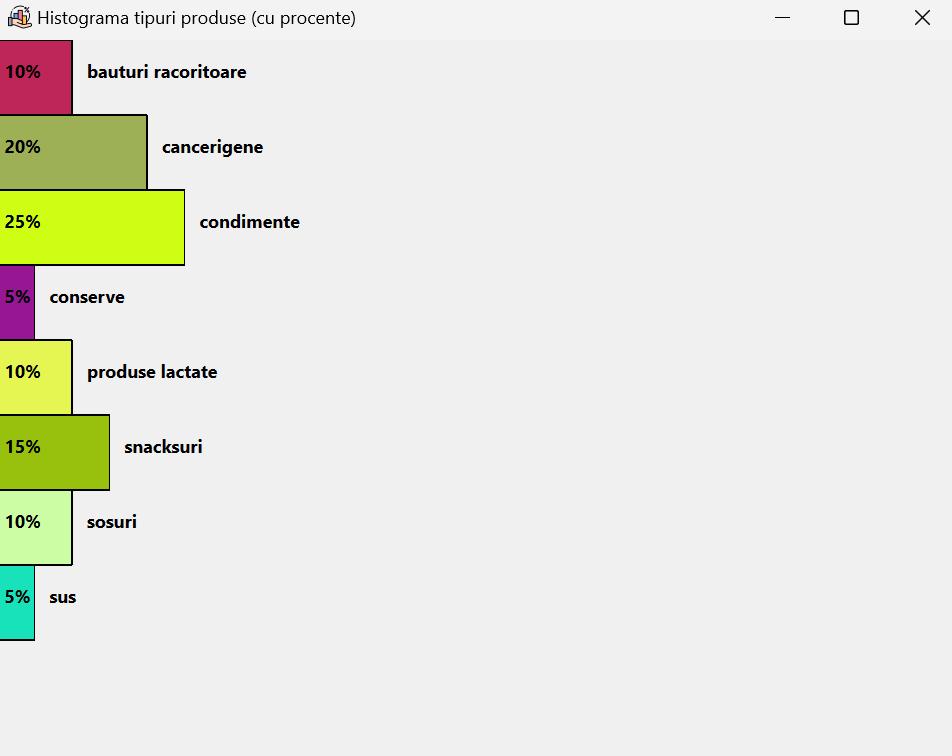 Histograma tipuri produse (cu procente)
10% bauturi racoritoare
20% cancerigene
25% condimente
5% conserve
10% produse lactate
15% snacksuri
10% sosuri
5% sus